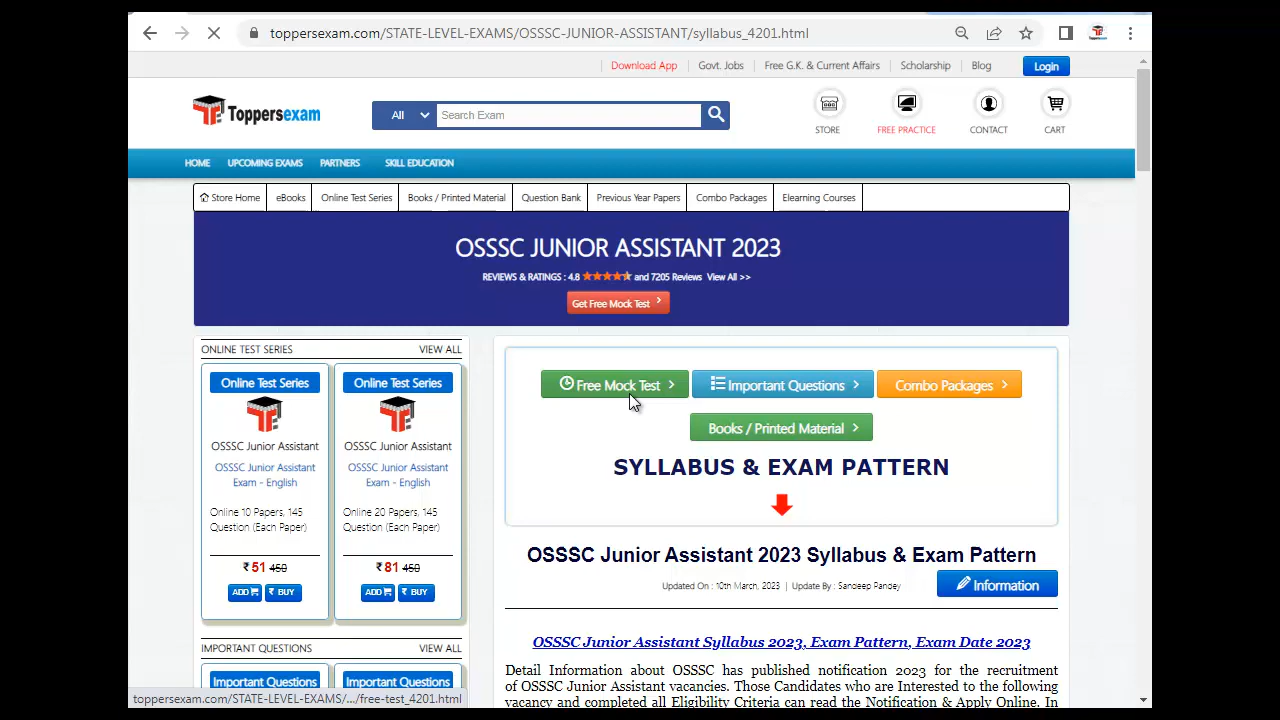 toppersexam.com/STATE-LEVEL-EXAMS/OSSSC-JUNIOR-ASSISTANT/syllabus_4201.html
Download App Govt. Jobs Free G.K. & Current Affairs Scholarship Blog Login
Toppersexam
All Search Exam
STORE FREE PRACTICE CONTACT CART
HOME UPCOMING EXAMS PARTNERS SKILL EDUCATION
Store Home eBooks Online Test Series Books / Printed Material Question Bank Previous Year Papers Combo Packages Elearning Courses
OSSSC JUNIOR ASSISTANT 2023
REVIEWS & RATINGS : 4.8 and 7205 Reviews View All >>
Get Free Mock Test
ONLINE TEST SERIES VIEW ALL
Online Test Series
OSSSC Junior Assistant
OSSSC Junior Assistant
Exam - English
Online 10 Papers, 145
Question (Each Paper)
₹ 51 450
ADD ₹ BUY
Online Test Series
OSSSC Junior Assistant
OSSSC Junior Assistant
Exam - English
Online 20 Papers, 145
Question (Each Paper)
₹ 81 450
ADD ₹ BUY
IMPORTANT QUESTIONS VIEW ALL
Important Questions Important Questions
Free Mock Test Important Questions Combo Packages
Books / Printed Material
SYLLABUS & EXAM PATTERN
OSSSC Junior Assistant 2023 Syllabus & Exam Pattern
Updated On : 10th March, 2023 | Update By : Sandeep Pandey
Information
OSSSC Junior Assistant Syllabus 2023, Exam Pattern, Exam Date 2023
Detail Information about OSSSC has published notification 2023 for the recruitment
of OSSSC Junior Assistant vacancies. Those Candidates who are Interested to the following
vacancy and completed all Eligibility Criteria can read the Notification & Apply Online. In
toppersexam.com/STATE-LEVEL-EXAMS/.../free-test_4201.html